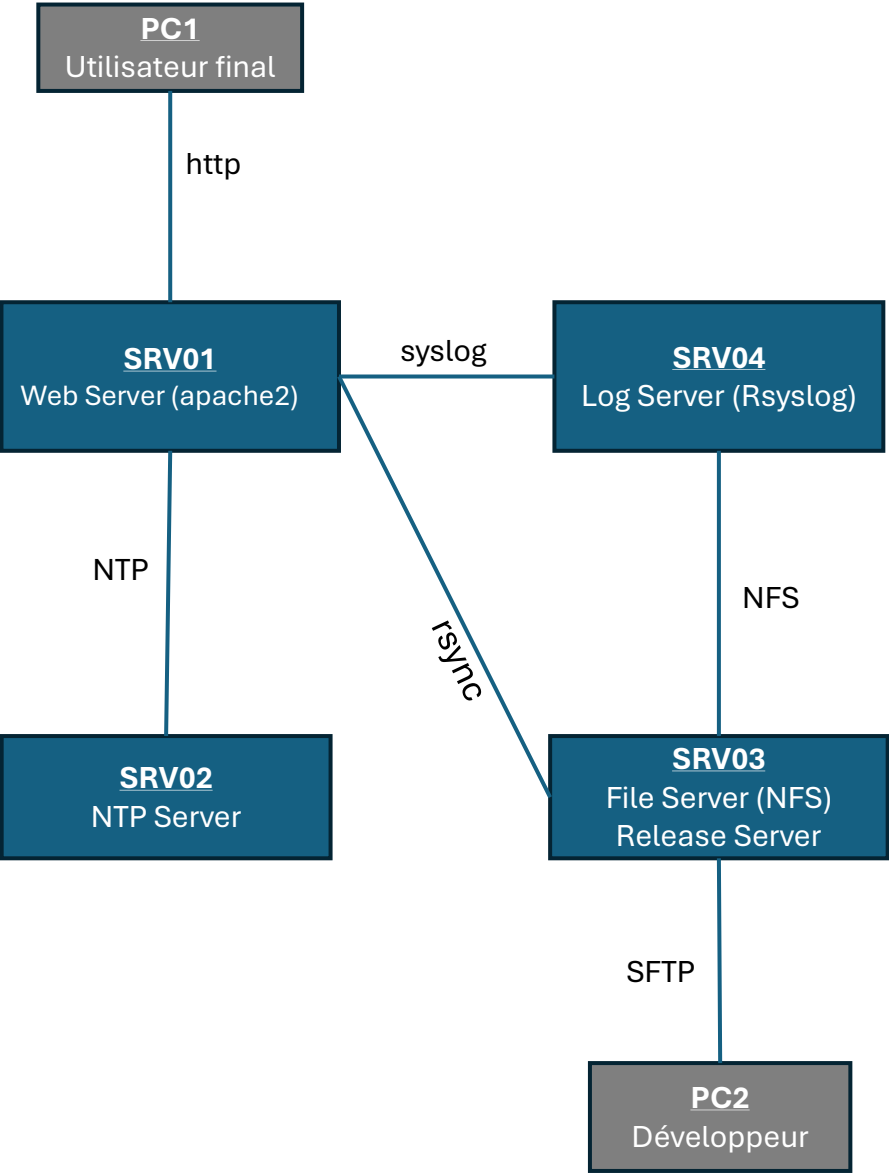 PC1
Utilisateur final
http
SRV01
Web Server (apache2)
syslog
SRV04
Log Server (Rsyslog)
NTP
NFS
rsync
SRV02
NTP Server
SRV03
File Server (NFS)
Release Server
SFTP
PC2
Développeur